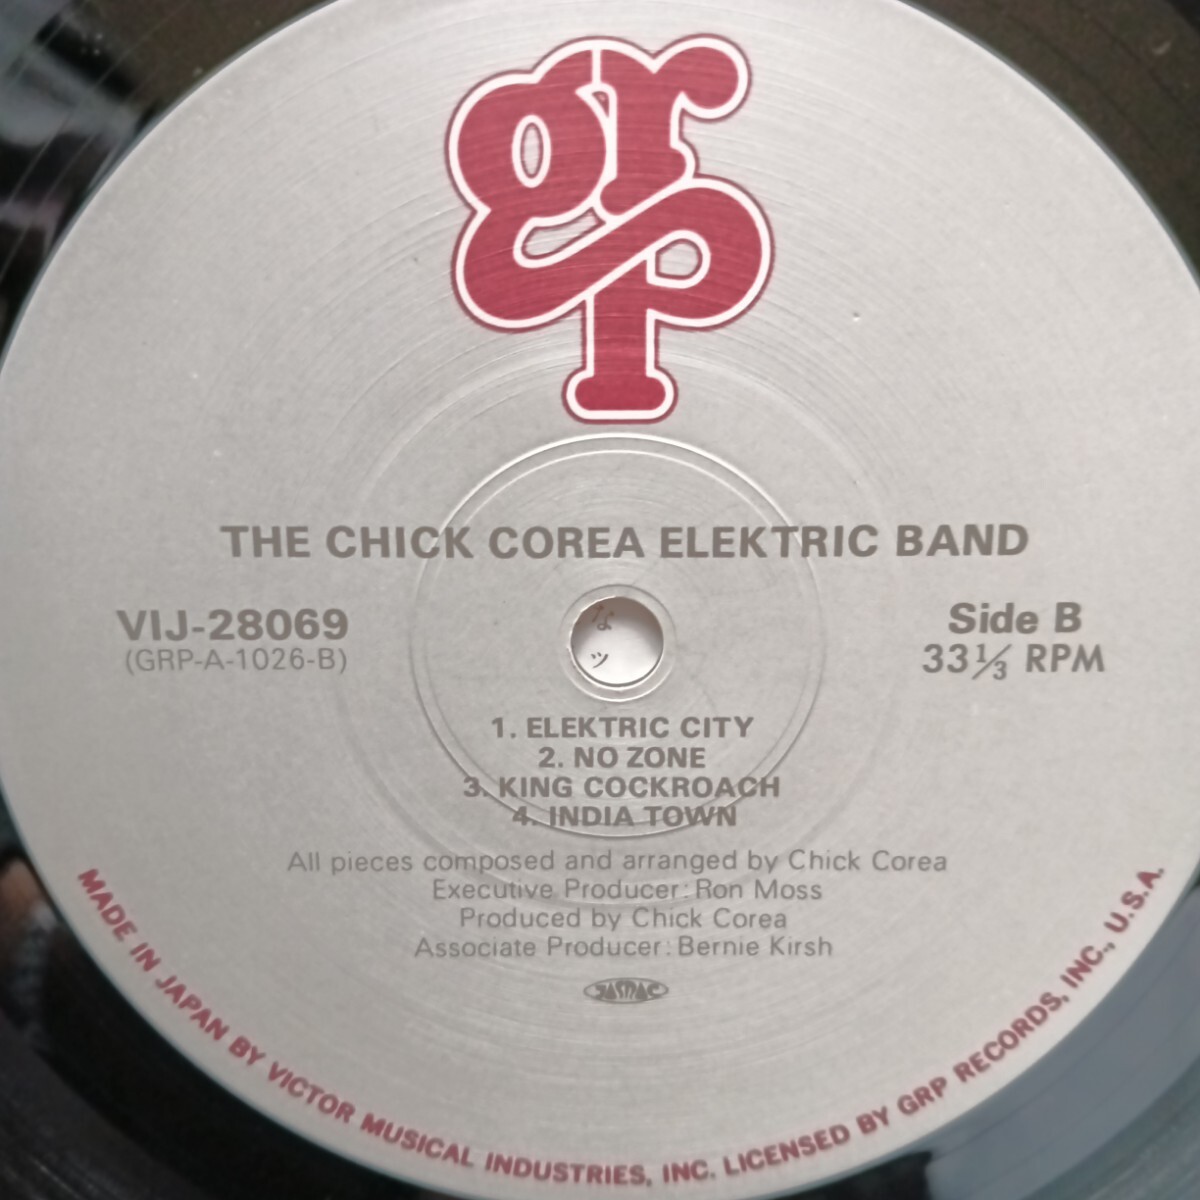 grp
THE CHICK COREA ELEKTRIC BAND
VIJ-28069
(GRP-A-1026-B)
Side B
33⅓ RPM
な
ッ
1. ELEKTRIC CITY
2. NO ZONE
3. KING COCKROACH
4. INDIA TOWN
All pieces composed and arranged by Chick Corea
Executive Producer: Ron Moss
Produced by Chick Corea
Associate Producer: Bernie Kirsh
JASRAC
MADE IN JAPAN BY VICTOR MUSICAL INDUSTRIES, INC. LICENSED BY GRP RECORDS, INC., U.S.A.